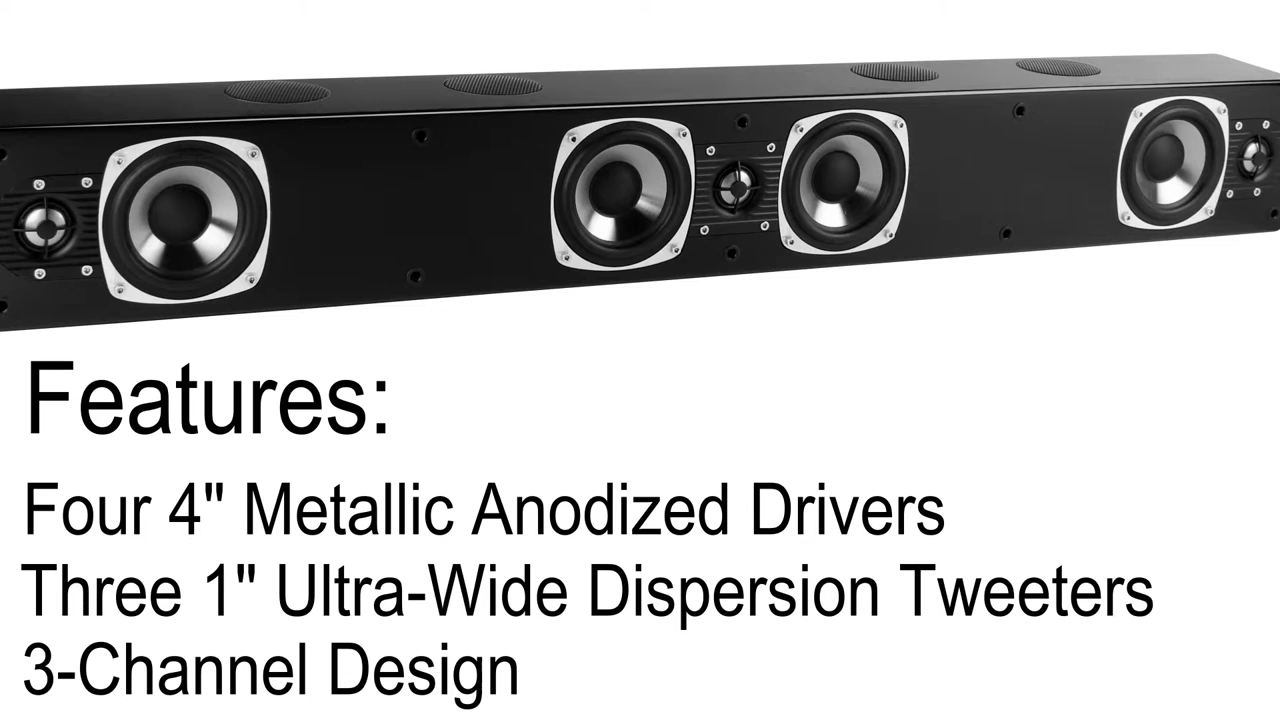 Features:
Four 4" Metallic Anodized Drivers
Three 1" Ultra-Wide Dispersion Tweeters
3-Channel Design